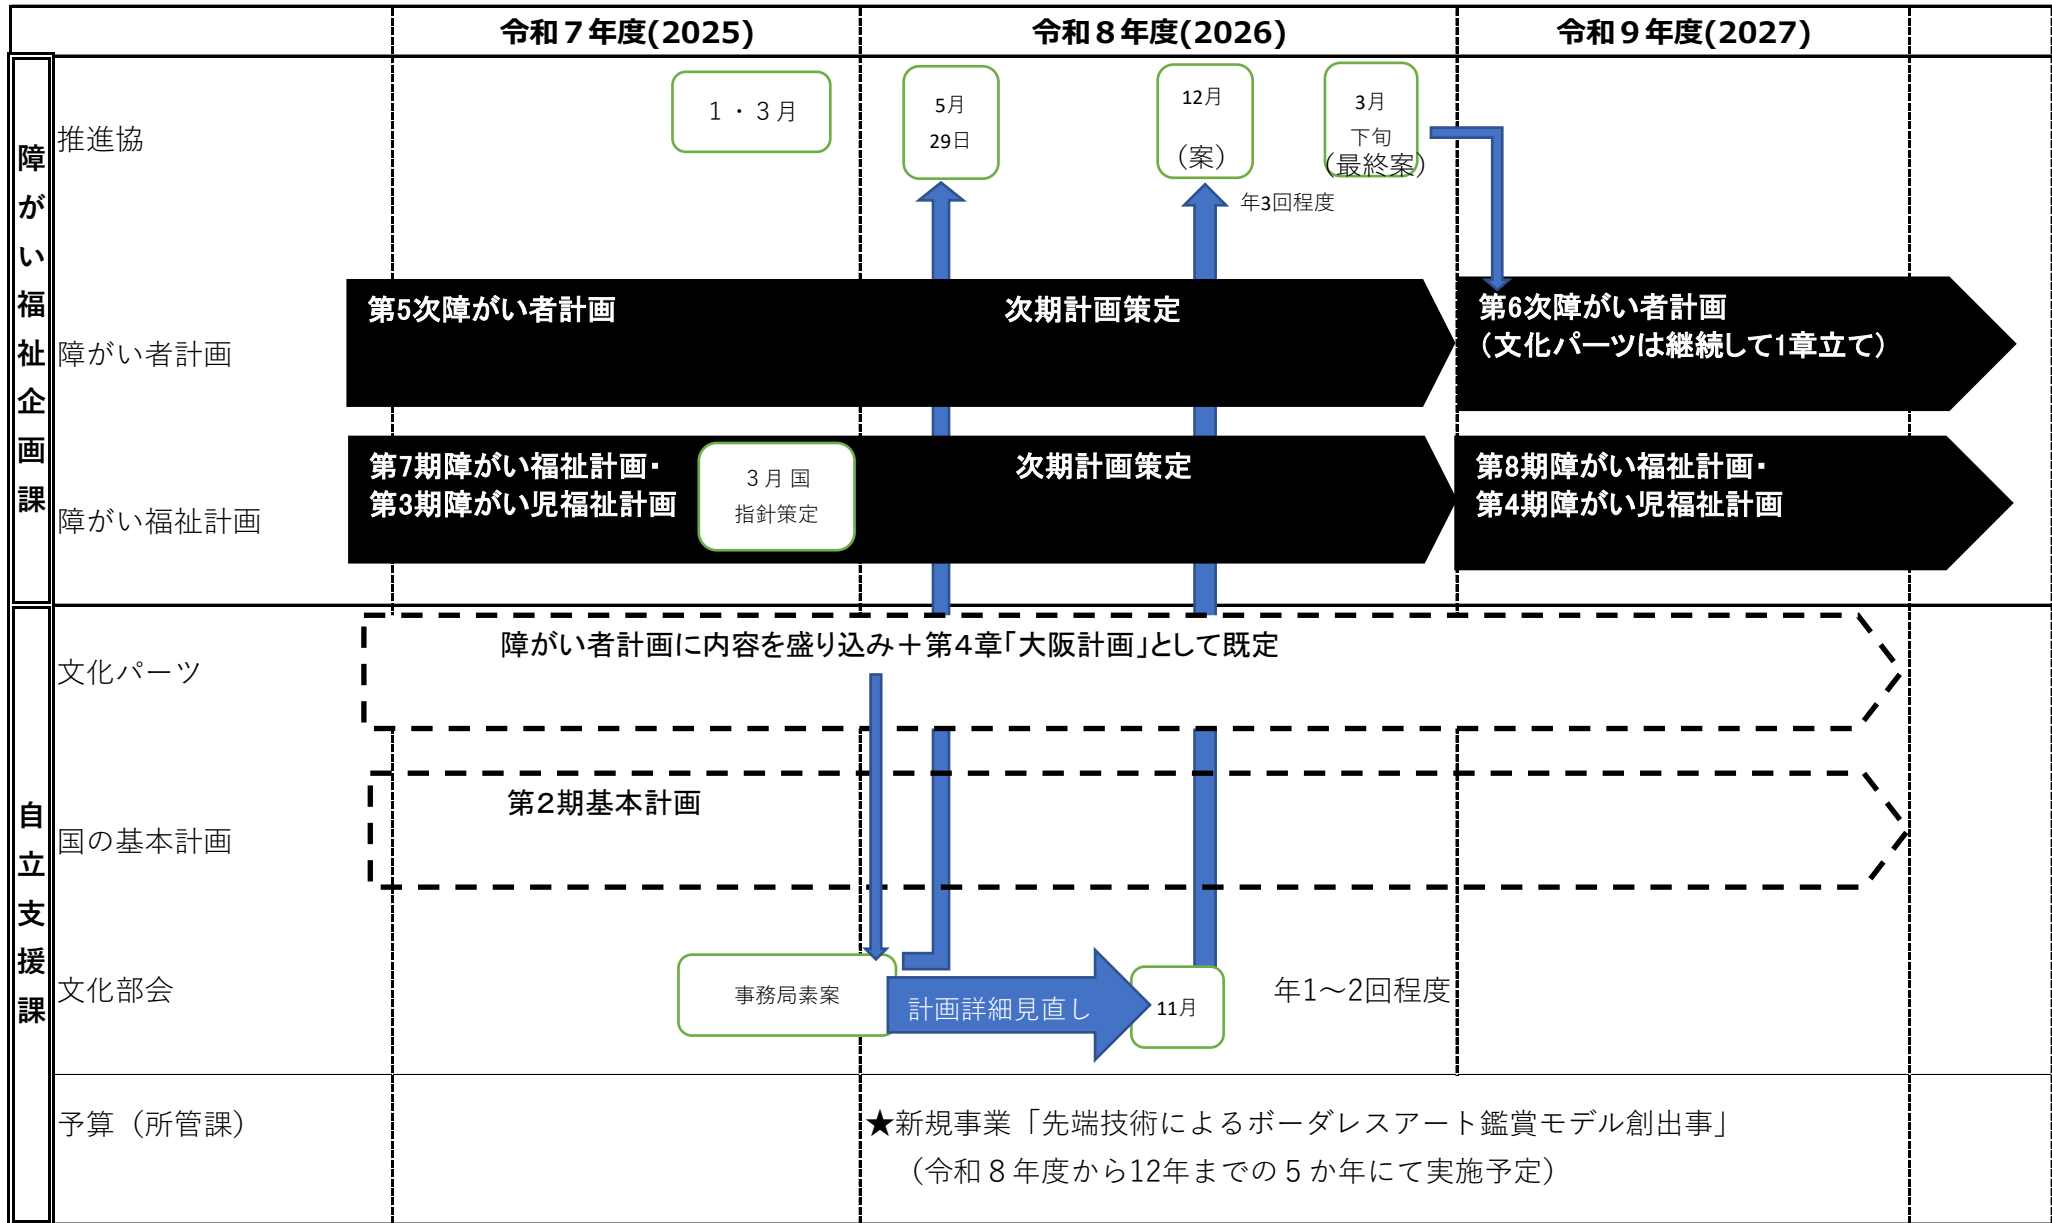 令和７年度(2025)
令和８年度(2026)
令和９年度(2027)
障がい福祉企画課
推進協
１・３月
5月
29日
12月
（案）
3月
下旬
（最終案）
年3回程度
障がい者計画
第5次障がい者計画
次期計画策定
第6次障がい者計画
（文化パーツは継続して1章立て）
障がい福祉計画
第7期障がい福祉計画・
第3期障がい児福祉計画
３月 国
指針策定
次期計画策定
第8期障がい福祉計画・
第4期障がい児福祉計画
自立支援課
文化パーツ
障がい者計画に内容を盛り込み＋第４章「大阪計画」として既定
国の基本計画
第２期基本計画
文化部会
事務局素案
計画詳細見直し
11月
年1～2回程度
予算（所管課）
★新規事業「先端技術によるボーダレスアート鑑賞モデル創出事」
（令和８年度から12年までの５か年にて実施予定）